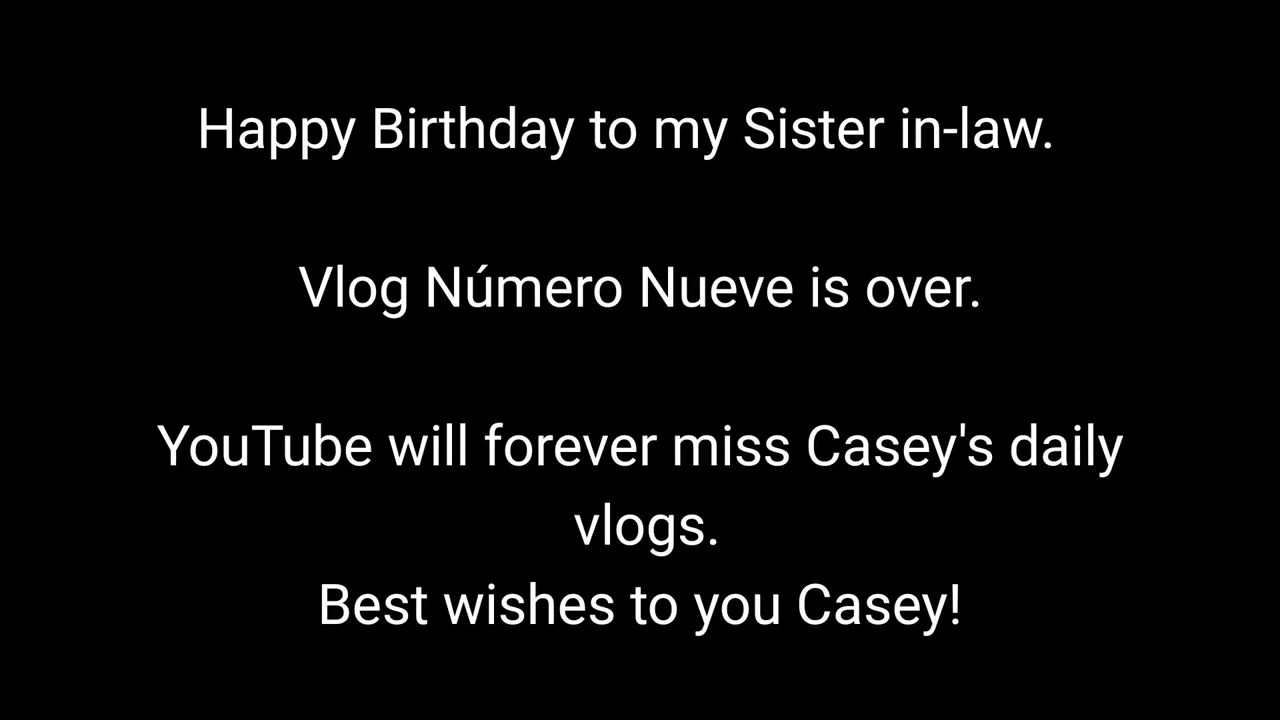 Happy Birthday to my Sister in-law.
Vlog Número Nueve is over.
YouTube will forever miss Casey's daily
vlogs.
Best wishes to you Casey!